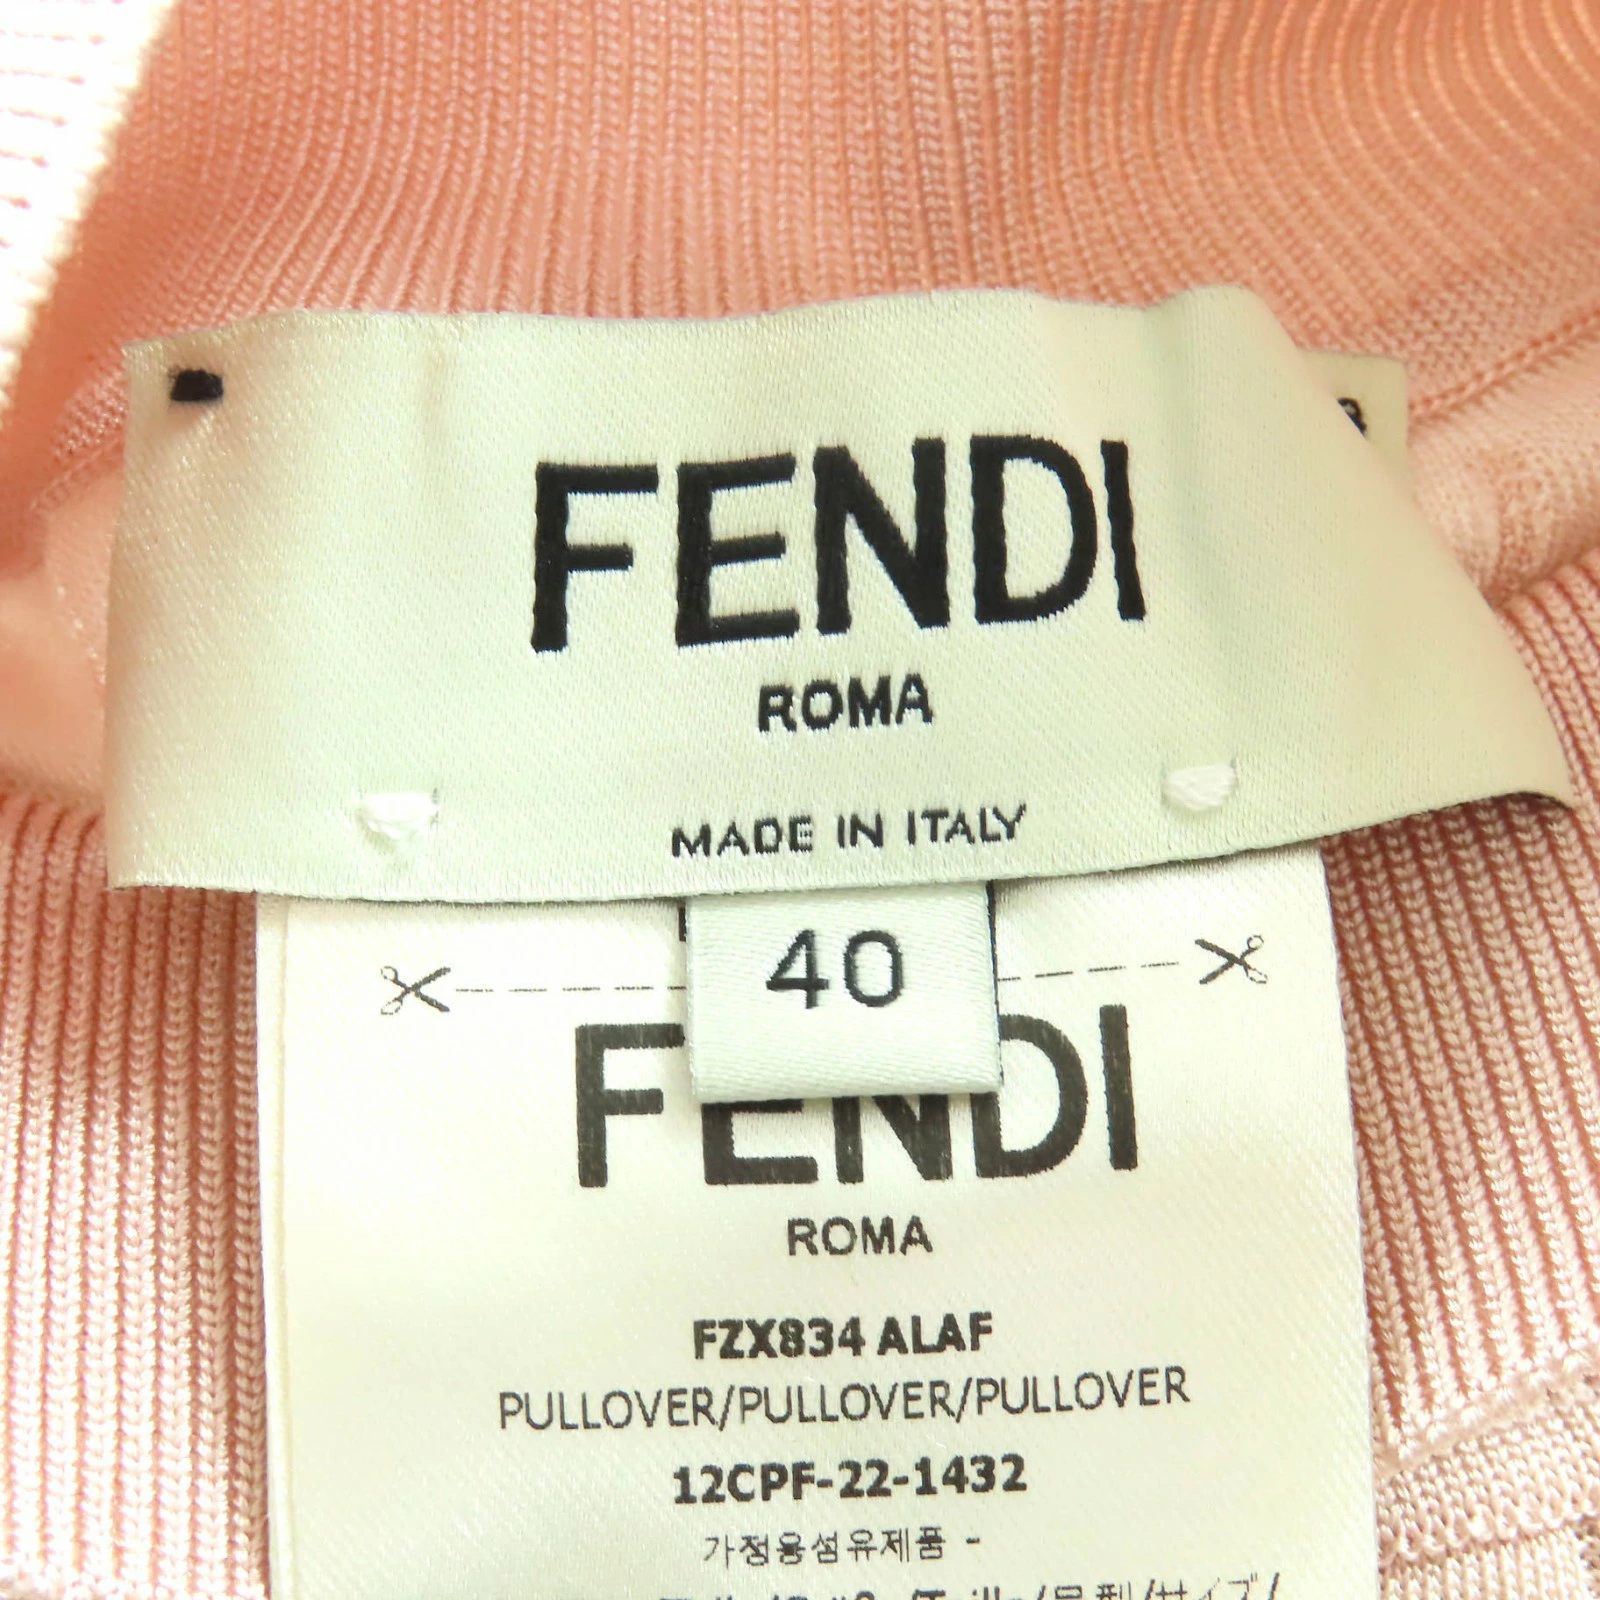 FENDI
ROMA
MADE IN ITALY
40
FENDI
ROMA
FZX834 ALAF
PULLOVER/PULLOVER/PULLOVER
12CPF-22-1432
가정용섬유제품 -